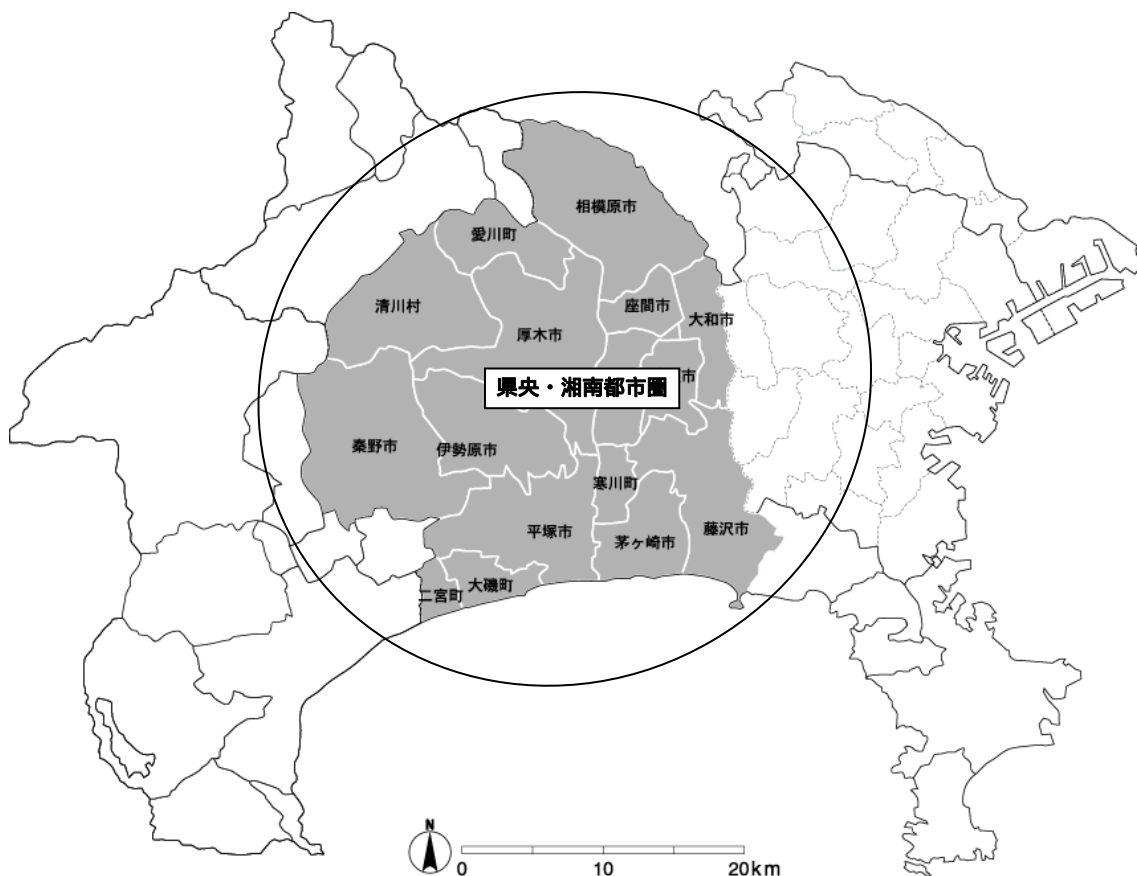 相模原市
愛川町
清川村
座間市
大和市
厚木市
県央・湘南都市圏
市
秦野市
伊勢原市
寒川町
平塚市
茅ヶ崎市
藤沢市
二宮町
大磯町
N
0 10 20km